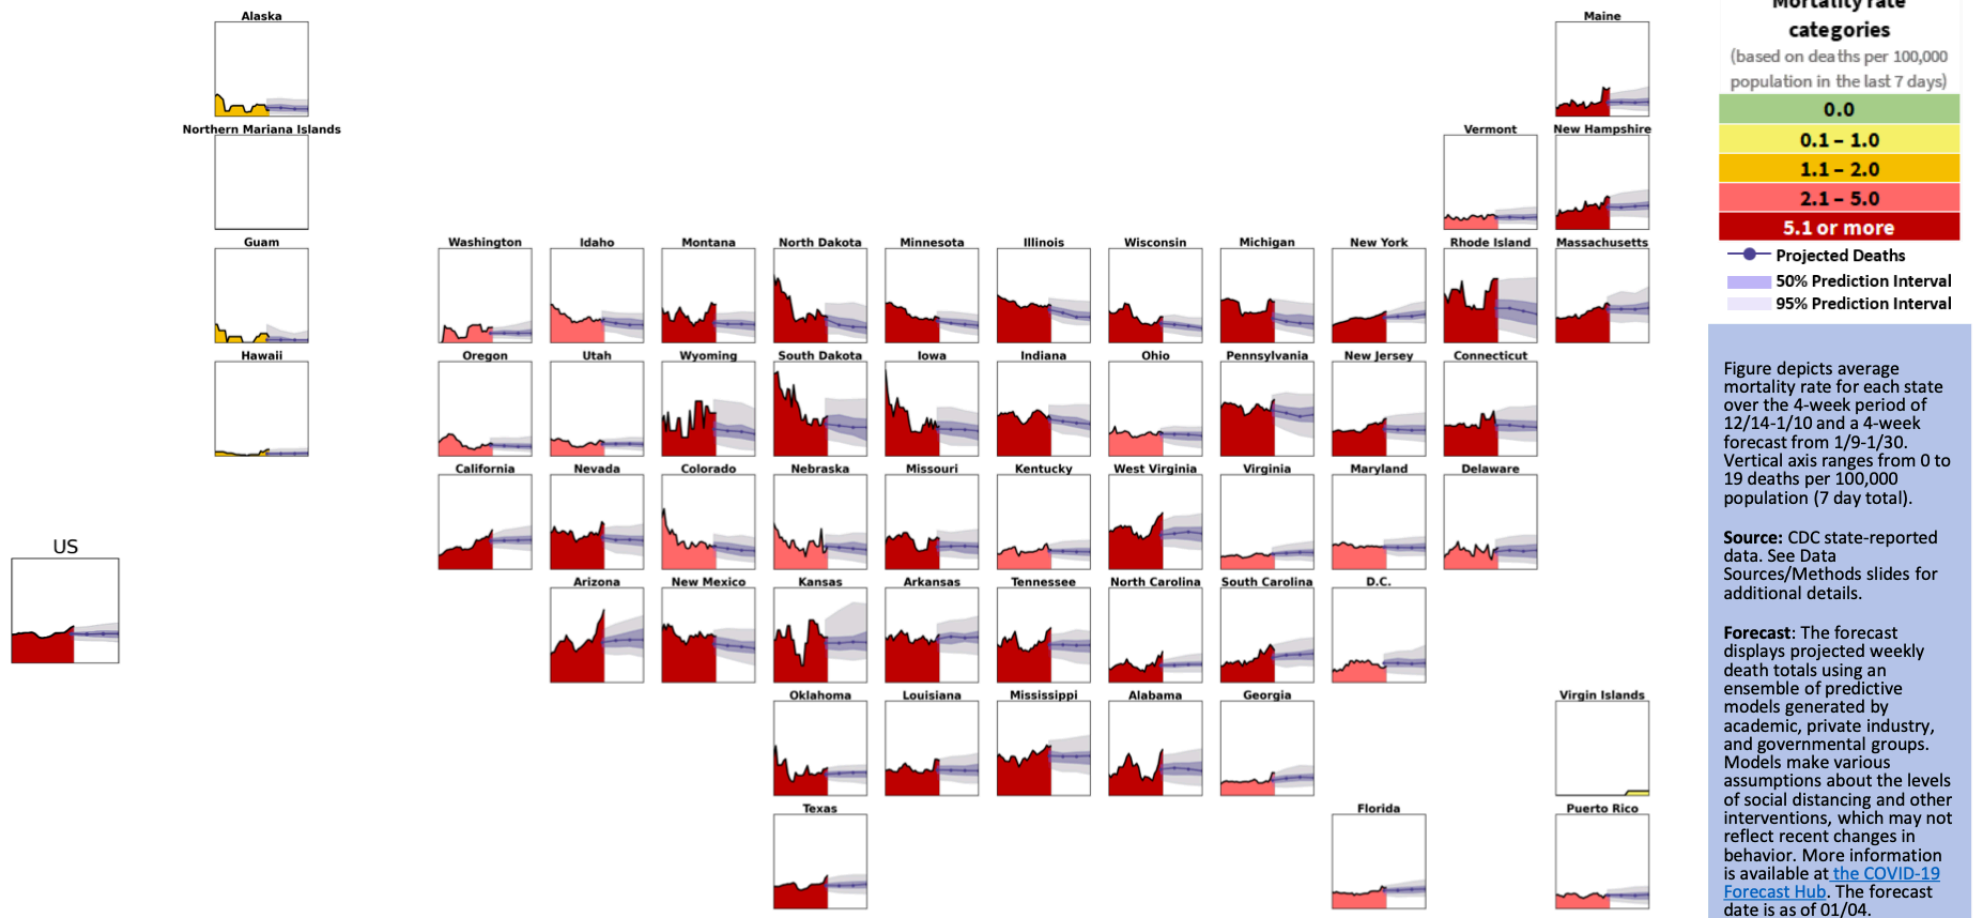 Alaska
Maine
Northern Mariana Islands
Vermont
New Hampshire
Guam
Washington
Idaho
Montana
North Dakota
Minnesota
Illinois
Wisconsin
Michigan
New York
Rhode Island
Massachusetts
Hawaii
Oregon
Utah
Wyoming
South Dakota
Iowa
Indiana
Ohio
Pennsylvania
New Jersey
Connecticut
California
Nevada
Colorado
Nebraska
Missouri
Kentucky
West Virginia
Virginia
Maryland
Delaware
US
Arizona
New Mexico
Kansas
Arkansas
Tennessee
North Carolina
South Carolina
D.C.
Oklahoma
Louisiana
Mississippi
Alabama
Georgia
Virgin Islands
Texas
Florida
Puerto Rico
Mortality rate
categories
(based on deaths per 100,000
population in the last 7 days)
0.0
0.1 – 1.0
1.1 – 2.0
2.1 – 5.0
5.1 or more
Projected Deaths
50% Prediction Interval
95% Prediction Interval
Figure depicts average
mortality rate for each state
over the 4-week period of
12/14-1/10 and a 4-week
forecast from 1/9-1/30.
Vertical axis ranges from 0 to
19 deaths per 100,000
population (7 day total).
Source: CDC state-reported
data. See Data
Sources/Methods slides for
additional details.
Forecast: The forecast
displays projected weekly
death totals using an
ensemble of predictive
models generated by
academic, private industry,
and governmental groups.
Models make various
assumptions about the levels
of social distancing and other
interventions, which may not
reflect recent changes in
behavior. More information
is available at the COVID-19
Forecast Hub. The forecast
date is as of 01/04.